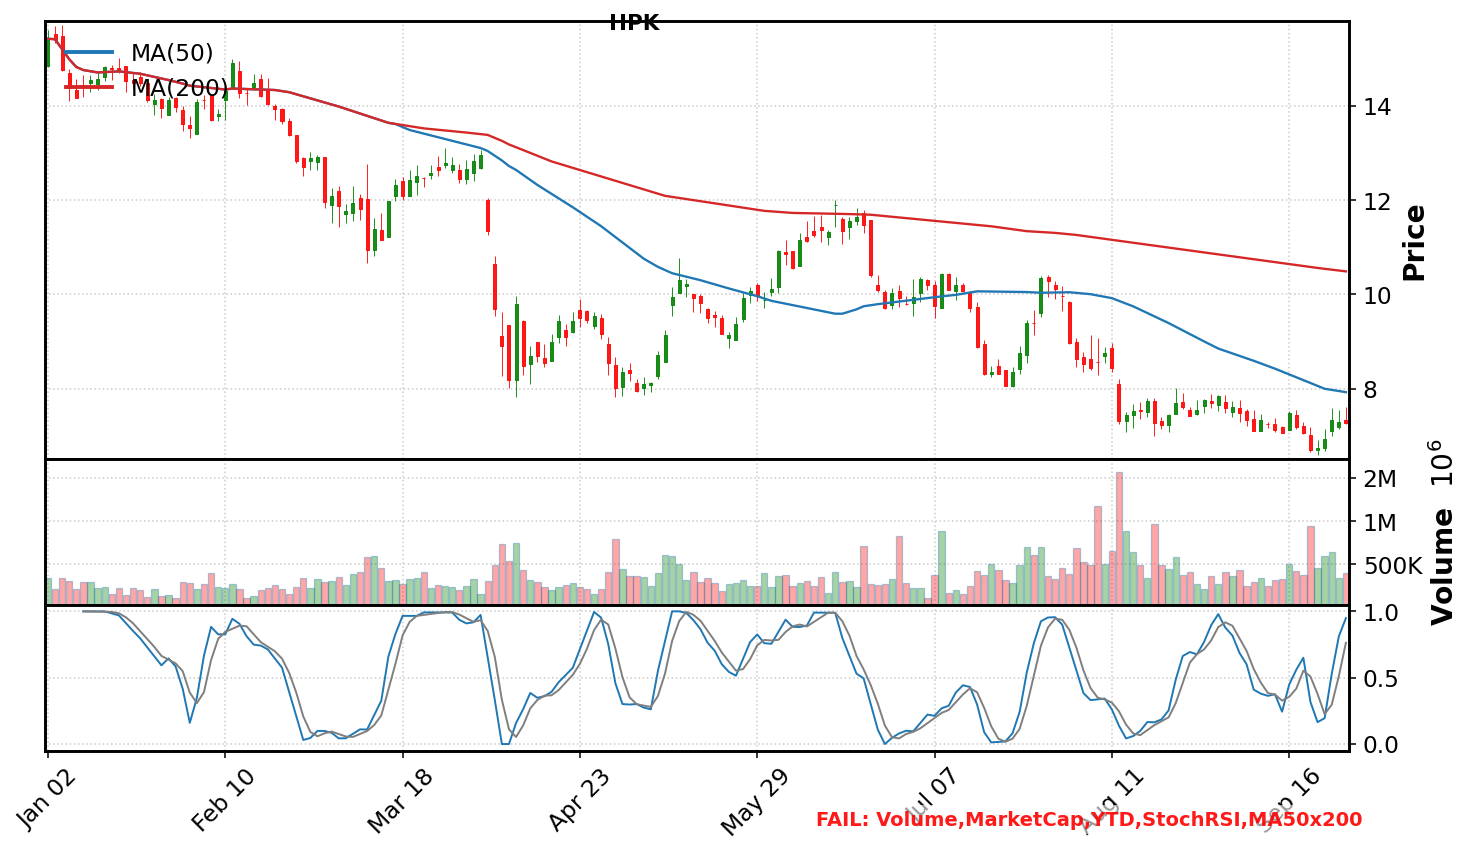 HPK
MA(50)
MA(200)
14
12
10
8
Price
10⁶
2M
1M
500K
Volume
1.0
0.5
0.0
Jan 02
Feb 10
Mar 18
Apr 23
May 29
Jul 07
Aug 11
Sep 16
FAIL: Volume,MarketCap,YTD,StochRSI,MA50x200